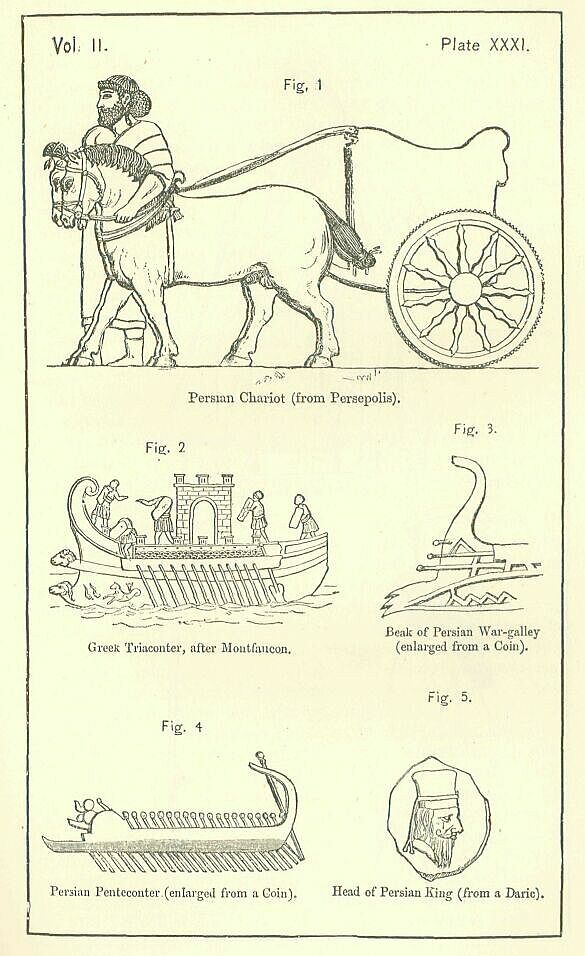 Vol. II.
Plate XXXI.
Fig. 1
Persian Chariot (from Persepolis).
Fig. 2
Greek Triaconter, after Montfaucon.
Fig. 3.
Beak of Persian War-galley
(enlarged from a Coin).
Fig. 4
Persian Penteconter (enlarged from a Coin).
Fig. 5.
Head of Persian King (from a Daric).